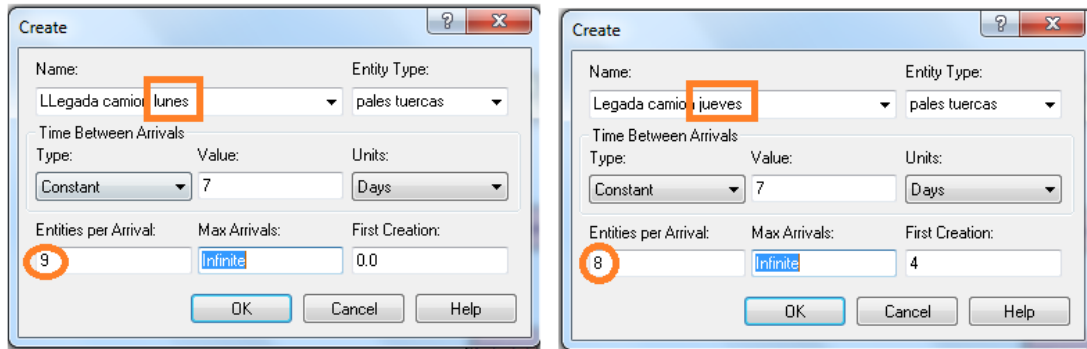 Create
Name:
Entity Type:
LLegada camion lunes
pales tuercas
Time Between Arrivals
Type:
Value:
Units:
Constant
7
Days
Entities per Arrival:
Max Arrivals:
First Creation:
9
Infinite
0.0
OK
Cancel
Help
Create
Name:
Entity Type:
Legada camion jueves
pales tuercas
Time Between Arrivals
Type:
Value:
Units:
Constant
7
Days
Entities per Arrival:
Max Arrivals:
First Creation:
8
Infinite
4
OK
Cancel
Help